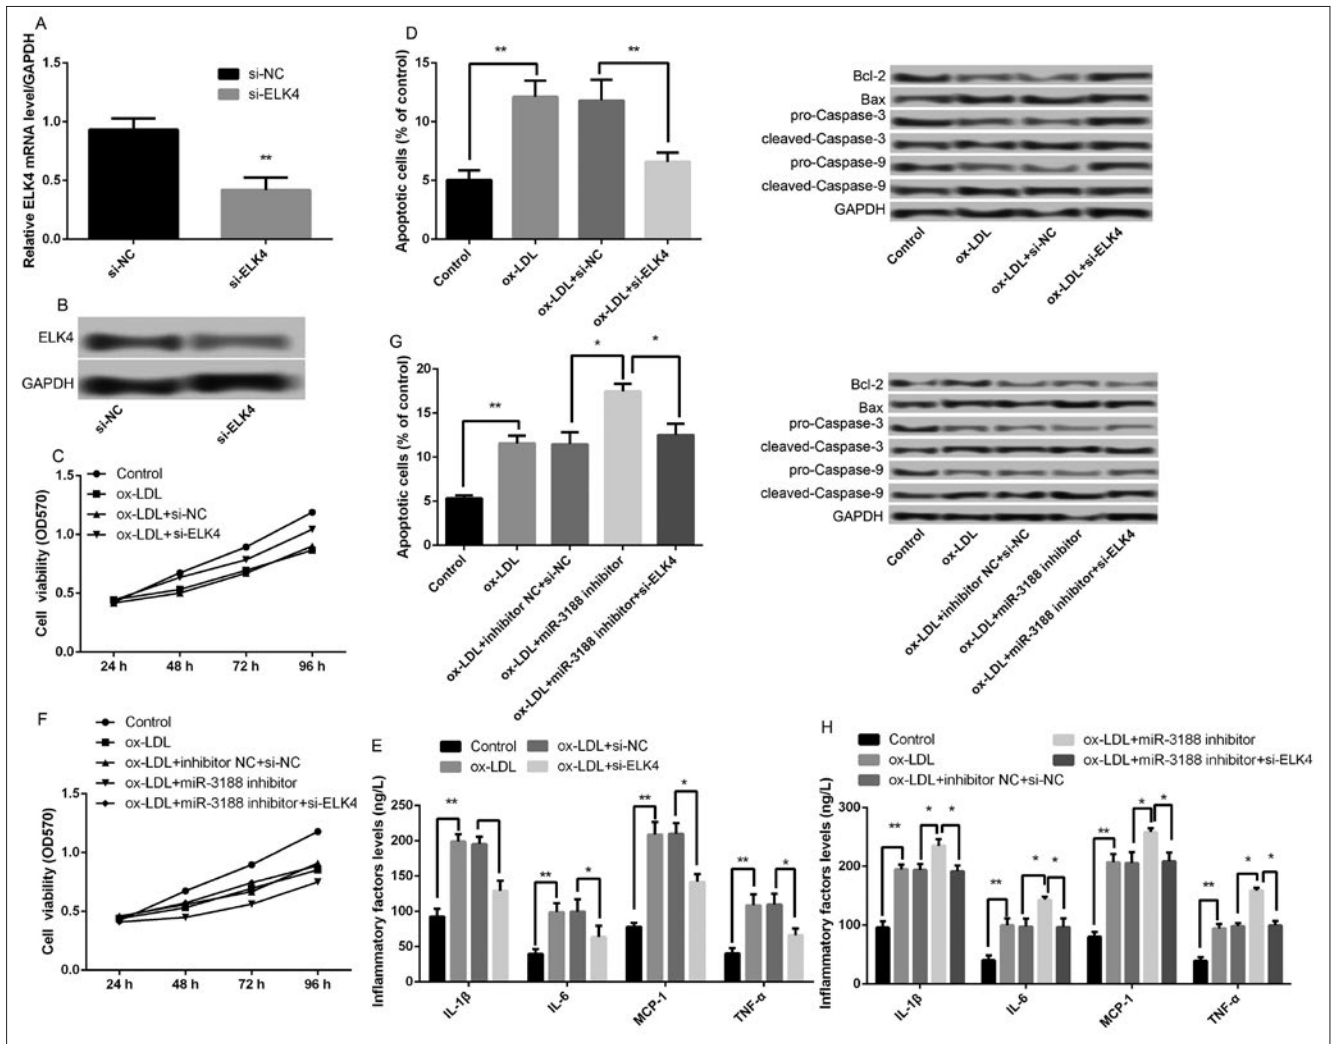 A
Relative ELK4 mRNA level/GAPDH
1.5
1.0
0.5
0.0
si-NC
si-ELK4
**
si-NC
si-ELK4
B
ELK4
GAPDH
si-NC
si-ELK4
C
Control
ox-LDL
ox-LDL+si-NC
ox-LDL+si-ELK4
Cell viability (OD570)
1.5
1.0
0.5
0.0
24 h
48 h
72 h
96 h
D
Apoptotic cells (% of control)
15
10
5
0
**
**
Control
ox-LDL
ox-LDL+si-NC
ox-LDL+si-ELK4
Bcl-2
Bax
pro-Caspase-3
cleaved-Caspase-3
pro-Caspase-9
cleaved-Caspase-9
GAPDH
Control
ox-LDL
ox-LDL+si-NC
ox-LDL+si-ELK4
G
Apoptotic cells (% of control)
20
15
10
5
0
**
*
*
Control
ox-LDL
ox-LDL+inhibitor NC+si-NC
ox-LDL+miR-3188 inhibitor
ox-LDL+miR-3188 inhibitor+si-ELK4
Bcl-2
Bax
pro-Caspase-3
cleaved-Caspase-3
pro-Caspase-9
cleaved-Caspase-9
GAPDH
Control
ox-LDL
ox-LDL+inhibitor NC+si-NC
ox-LDL+miR-3188 inhibitor
ox-LDL+miR-3188 inhibitor+si-ELK4
F
Control
ox-LDL
ox-LDL+inhibitor NC+si-NC
ox-LDL+miR-3188 inhibitor
ox-LDL+miR-3188 inhibitor+si-ELK4
Cell viability (OD570)
1.5
1.0
0.5
0.0
24 h
48 h
72 h
96 h
E
Control
ox-LDL
ox-LDL+si-NC
ox-LDL+si-ELK4
Inflammatory factors levels (ng/L)
250
200
150
100
50
0
**
**
*
**
*
**
*
IL-1β
IL-6
MCP-1
TNF-α
H
Control
ox-LDL
ox-LDL+inhibitor NC+si-NC
ox-LDL+miR-3188 inhibitor
ox-LDL+miR-3188 inhibitor+si-ELK4
Inflammatory factors levels (ng/L)
300
200
100
0
**
*
*
**
*
*
**
*
*
**
*
*
IL-1β
IL-6
MCP-1
TNF-α